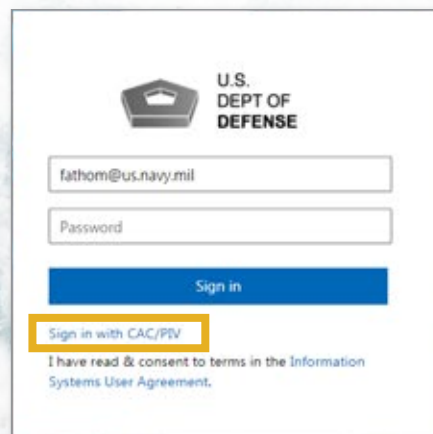 U.S.
DEPT OF
DEFENSE
fathom@us.navy.mil
Password
Sign in
Sign in with CAC/PIV
I have read & consent to terms in the Information
Systems User Agreement.